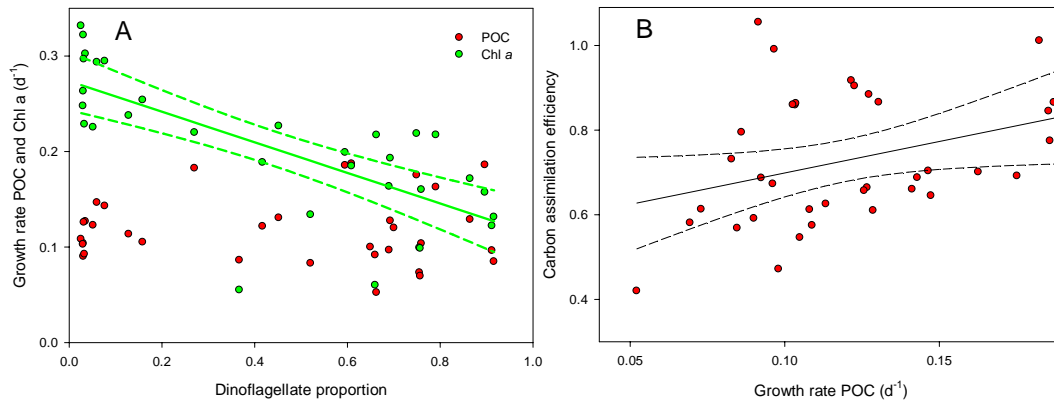 A
POC
Chl a
Growth rate POC and Chl a (d-1)
0.3
0.2
0.1
0.0
0.0 0.2 0.4 0.6 0.8 1.0
Dinoflagellate proportion
B
Carbon assimilation efficiency
1.0
0.8
0.6
0.4
0.05 0.10 0.15
Growth rate POC (d-1)